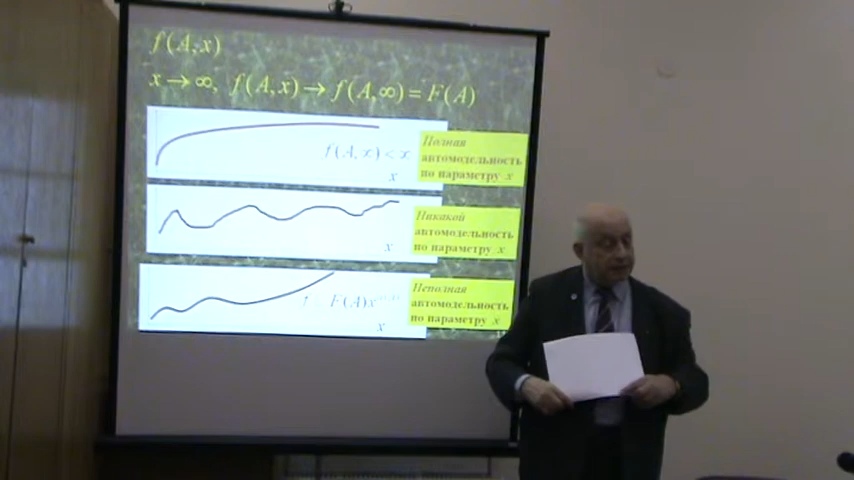 f(A,x)
x→∞, f(A,x)→f(A,∞)=F(A)
f(A,x)<x
x
Полная
автомодельность
по параметру x
x
Никакой
автомодельность
по параметру x
F(A)x
x
Неполная
автомодельность
по параметру x